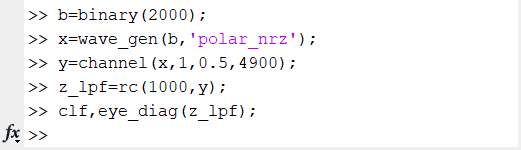 >> b=binary(2000);
>> x=wave_gen(b,'polar_nrz');
>> y=channel(x,1,0.5,4900);
>> z_lpf=rc(1000,y);
>> clf,eye_diag(z_lpf);
fx >>